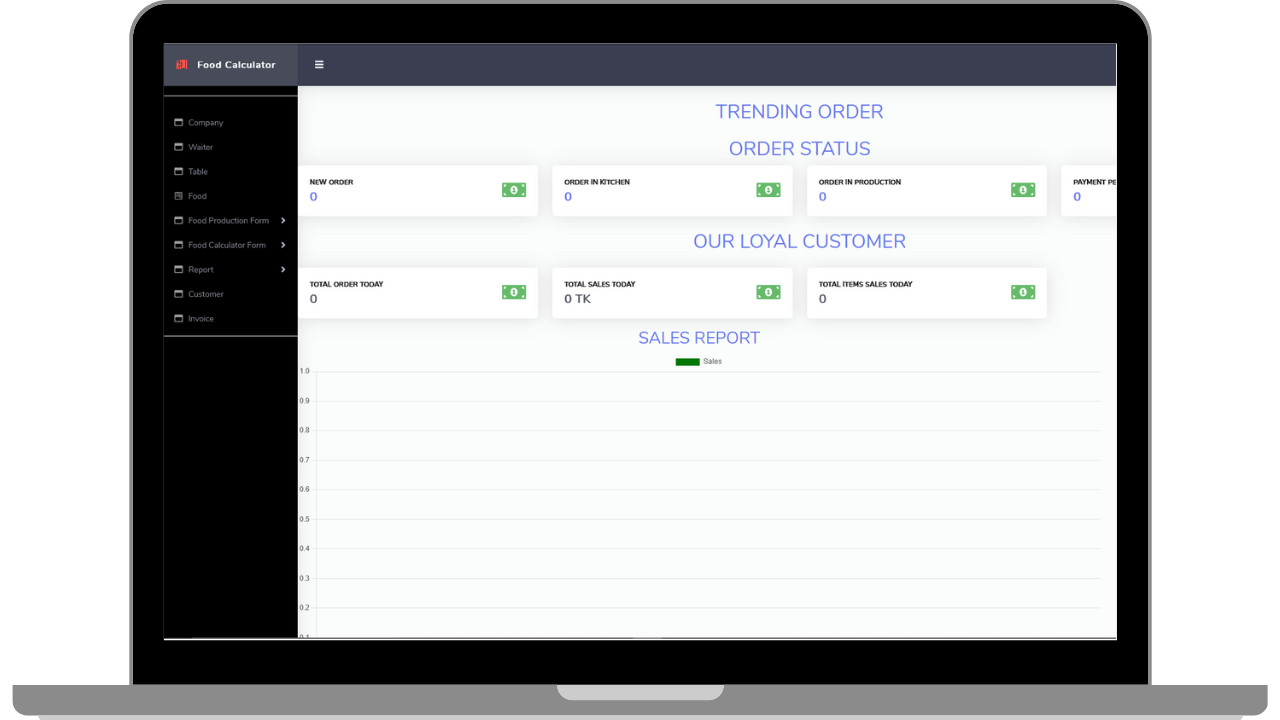 Food Calculator
Company
Waiter
Table
Food
Food Production Form
Food Calculator Form
Report
Customer
Invoice
TRENDING ORDER
ORDER STATUS
NEW ORDER
0
ORDER IN KITCHEN
0
ORDER IN PRODUCTION
0
PAYMENT PE
0
OUR LOYAL CUSTOMER
TOTAL ORDER TODAY
0
TOTAL SALES TODAY
0 TK
TOTAL ITEMS SALES TODAY
0
SALES REPORT
Sales
1.0
0.9
0.8
0.7
0.6
0.5
0.4
0.3
0.2
0.1